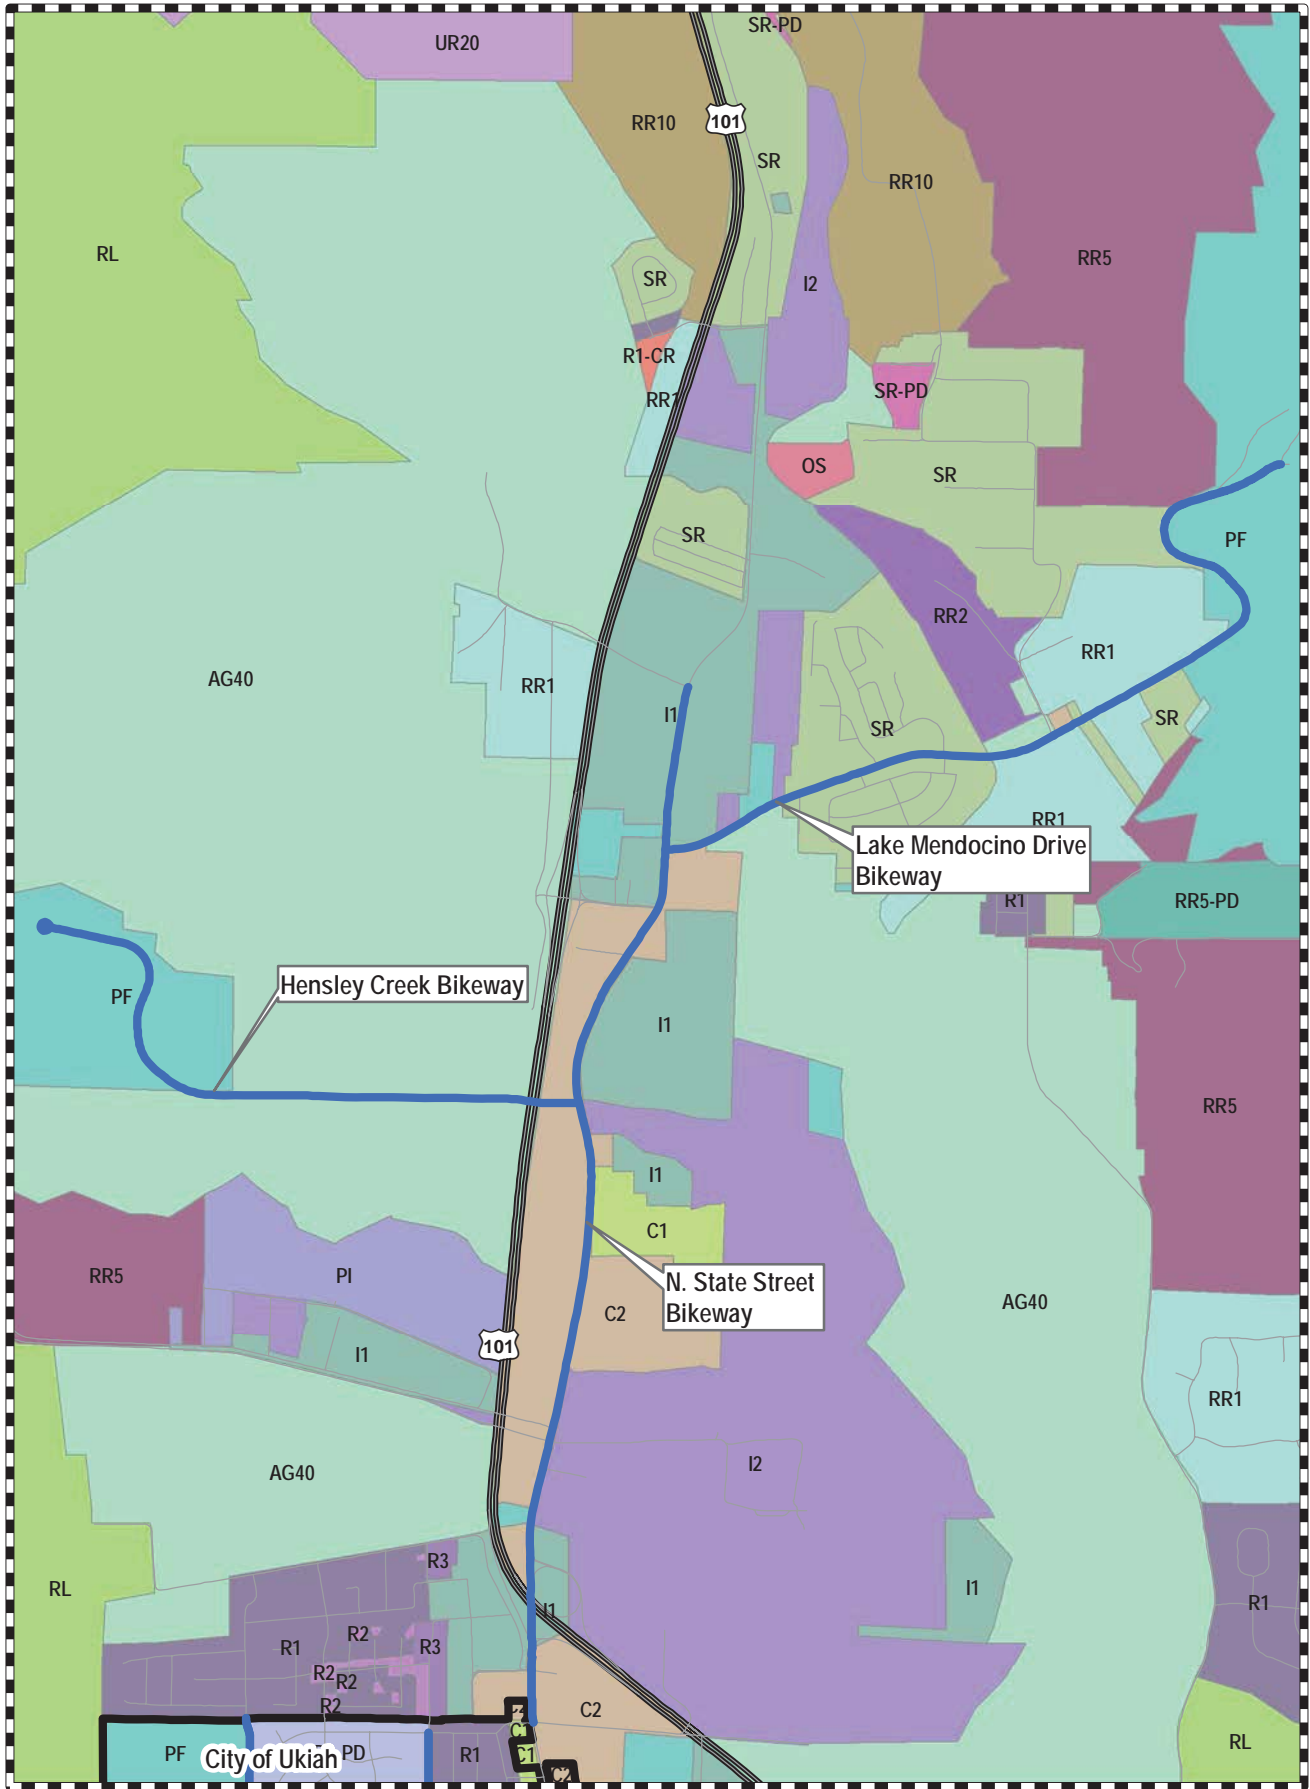 SR-PD
UR20
RR10
101
SR
RR10
RL
RR5
SR
I2
R1-CR
SR-PD
RR1
OS
SR
SR
PF
RR2
RR1
AG40
RR1
I1
SR
SR
RR1
Lake Mendocino Drive
Bikeway
R1
RR5-PD
Hensley Creek Bikeway
PF
I1
RR5
I1
C1
RR5
PI
N. State Street
Bikeway
AG40
C2
101
I1
RR1
I2
AG40
R3
RL
I1
I1
R1
R2
R3
R1
R2
R2
R2
C2
C2
C1
RL
PF
City of Ukiah
PD
R1
C1
C2